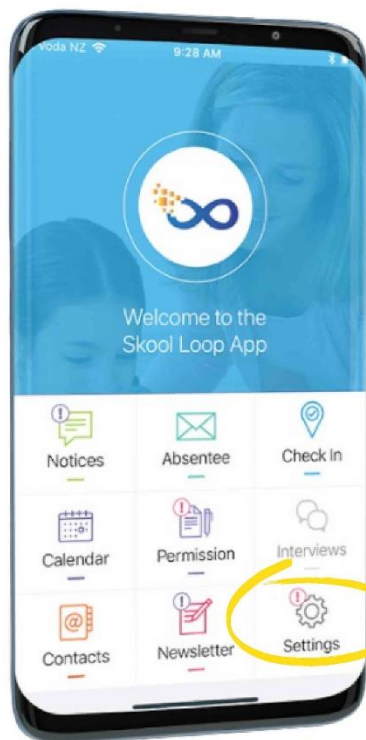 Voda NZ 9:28 AM
Welcome to the
Skool Loop App
Notices Absentee Check In
Calendar Permission Interviews
Contacts Newsletter Settings